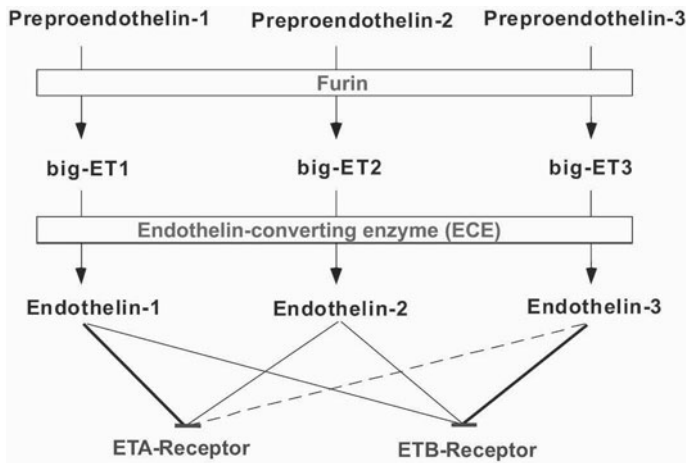 Preproendothelin-1 Preproendothelin-2 Preproendothelin-3
Furin
big-ET1 big-ET2 big-ET3
Endothelin-converting enzyme (ECE)
Endothelin-1 Endothelin-2 Endothelin-3
ETA-Receptor ETB-Receptor